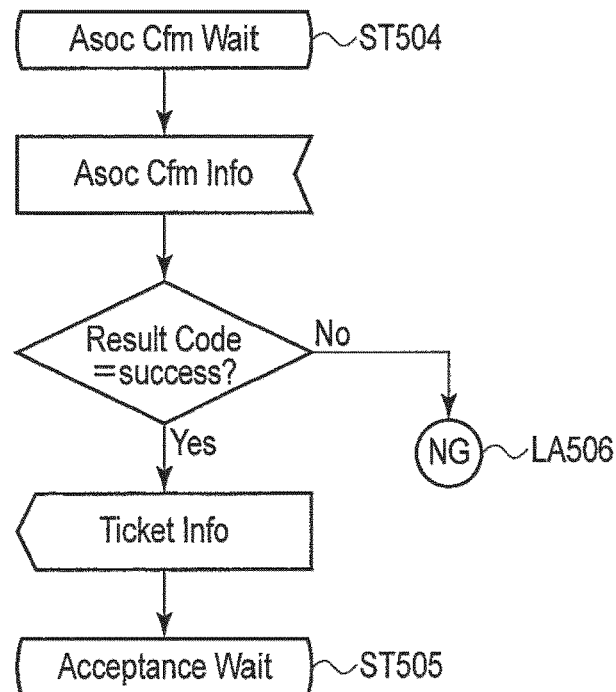 Asoc Cfm Wait ST504
Asoc Cfm Info
Result Code
=success?
No
NG LA506
Yes
Ticket Info
Acceptance Wait ST505